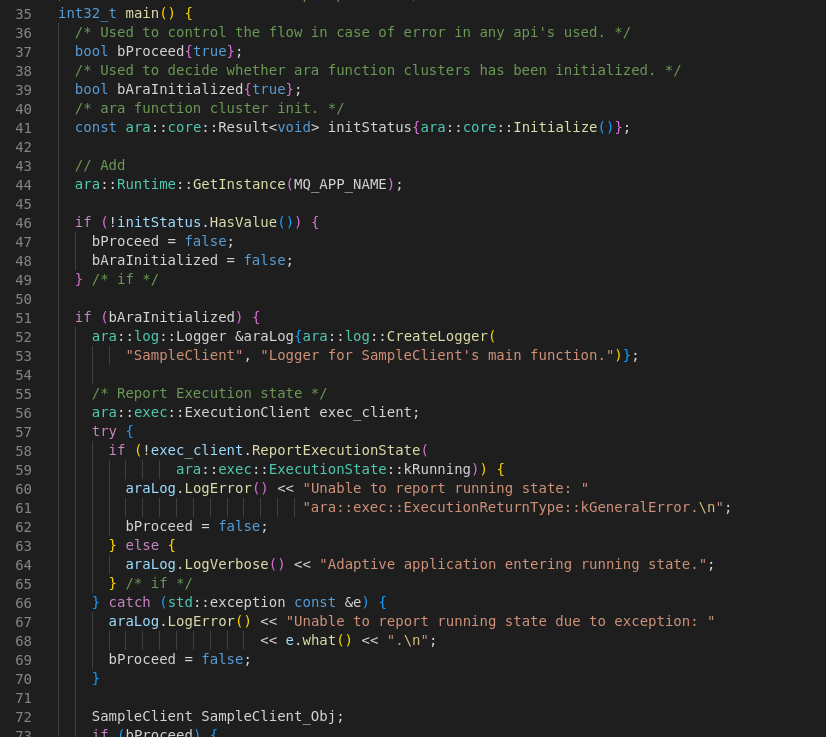 35 int32_t main() {
36 /* Used to control the flow in case of error in any api's used. */
37 bool bProceed{true};
38 /* Used to decide whether ara function clusters has been initialized. */
39 bool bAraInitialized{true};
40 /* ara function cluster init. */
41 const ara::core::Result<void> initStatus{ara::core::Initialize()};
42
43 // Add
44 ara::Runtime::GetInstance(MQ_APP_NAME);
45
46 if (!initStatus.HasValue()) {
47 bProceed = false;
48 bAraInitialized = false;
49 } /* if */
50
51 if (bAraInitialized) {
52 ara::log::Logger &araLog{ara::log::CreateLogger(
53 "SampleClient", "Logger for SampleClient's main function.")};
54
55 /* Report Execution state */
56 ara::exec::ExecutionClient exec_client;
57 try {
58 if (!exec_client.ReportExecutionState(
59 ara::exec::ExecutionState::kRunning)) {
60 araLog.LogError() << "Unable to report running state: "
61 "ara::exec::ExecutionReturnType::kGeneralError.\n";
62 bProceed = false;
63 } else {
64 araLog.LogVerbose() << "Adaptive application entering running state.";
65 } /* if */
66 } catch (std::exception const &e) {
67 araLog.LogError() << "Unable to report running state due to exception: "
68 << e.what() << ".\n";
69 bProceed = false;
70 }
71
72 SampleClient SampleClient_Obj;
73 if (bProceed) {